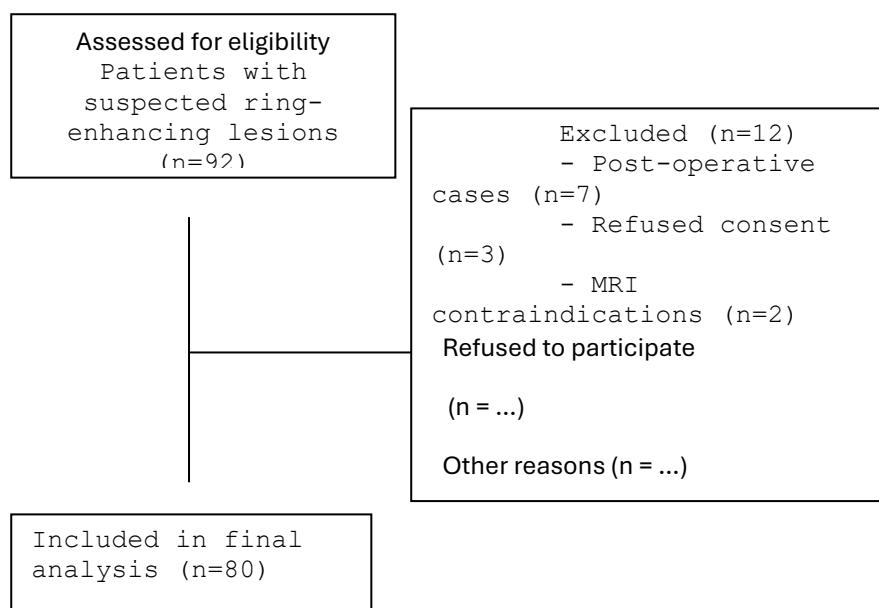 Assessed for eligibility
Patients with
suspected ring-
enhancing lesions
(n=92)
Excluded (n=12)
- Post-operative
cases (n=7)
- Refused consent
(n=3)
- MRI
contraindications (n=2)
Refused to participate
(n = ...)
Other reasons (n = ...)
Included in final
analysis (n=80)